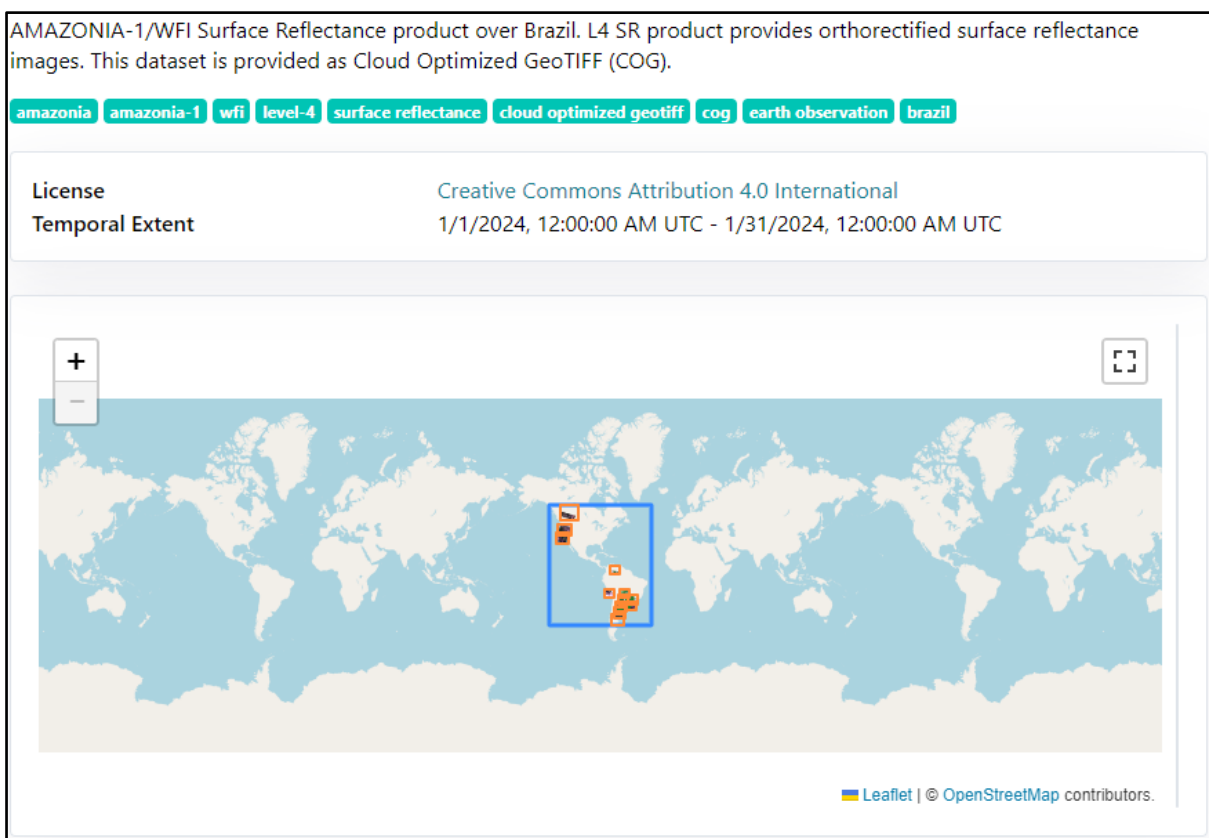 AMAZONIA-1/WFI Surface Reflectance product over Brazil. L4 SR product provides orthorectified surface reflectance
images. This dataset is provided as Cloud Optimized GeoTIFF (COG).
amazonia amazonia-1 wfi level-4 surface reflectance cloud optimized geotiff cog earth observation brazil
License Creative Commons Attribution 4.0 International
Temporal Extent 1/1/2024, 12:00:00 AM UTC - 1/31/2024, 12:00:00 AM UTC
+
−
Leaflet | © OpenStreetMap contributors.